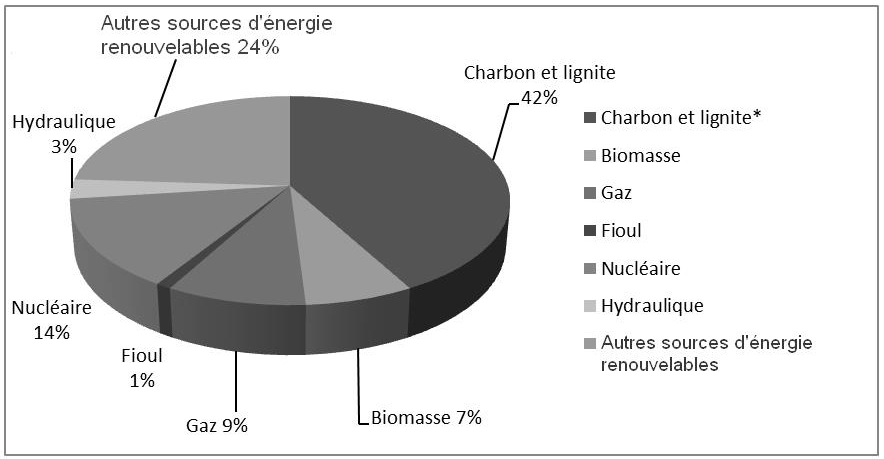 Autres sources d'énergie
renouvelables 24%
Charbon et lignite
42%
Hydraulique
3%
Nucléaire
14%
Fioul
1%
Gaz 9%
Biomasse 7%
Charbon et lignite*
Biomasse
Gaz
Fioul
Nucléaire
Hydraulique
Autres sources d'énergie
renouvelables